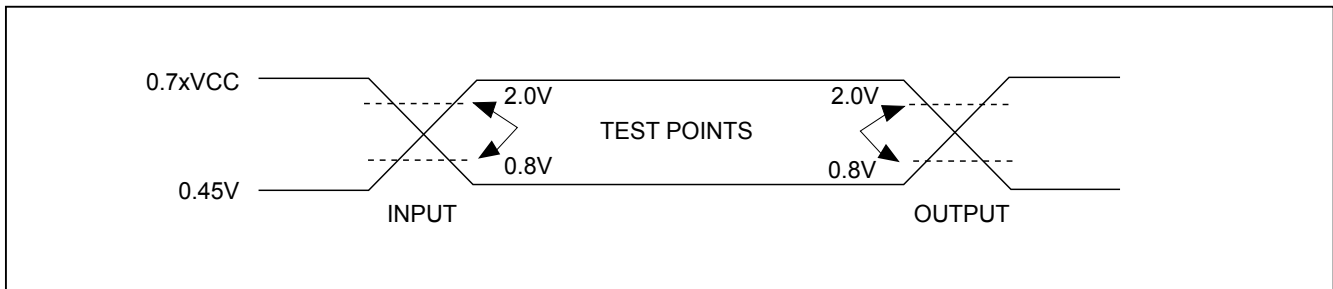 0.7xVCC
2.0V
2.0V
TEST POINTS
0.8V
0.8V
0.45V
INPUT
OUTPUT